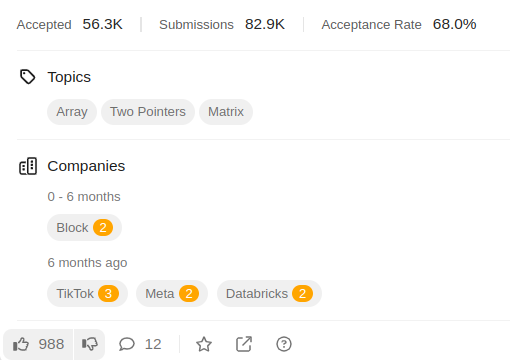 Accepted 56.3K Submissions 82.9K Acceptance Rate 68.0%
Topics
Array Two Pointers Matrix
Companies
0 - 6 months
Block 2
6 months ago
TikTok 3 Meta 2 Databricks 2
988 12